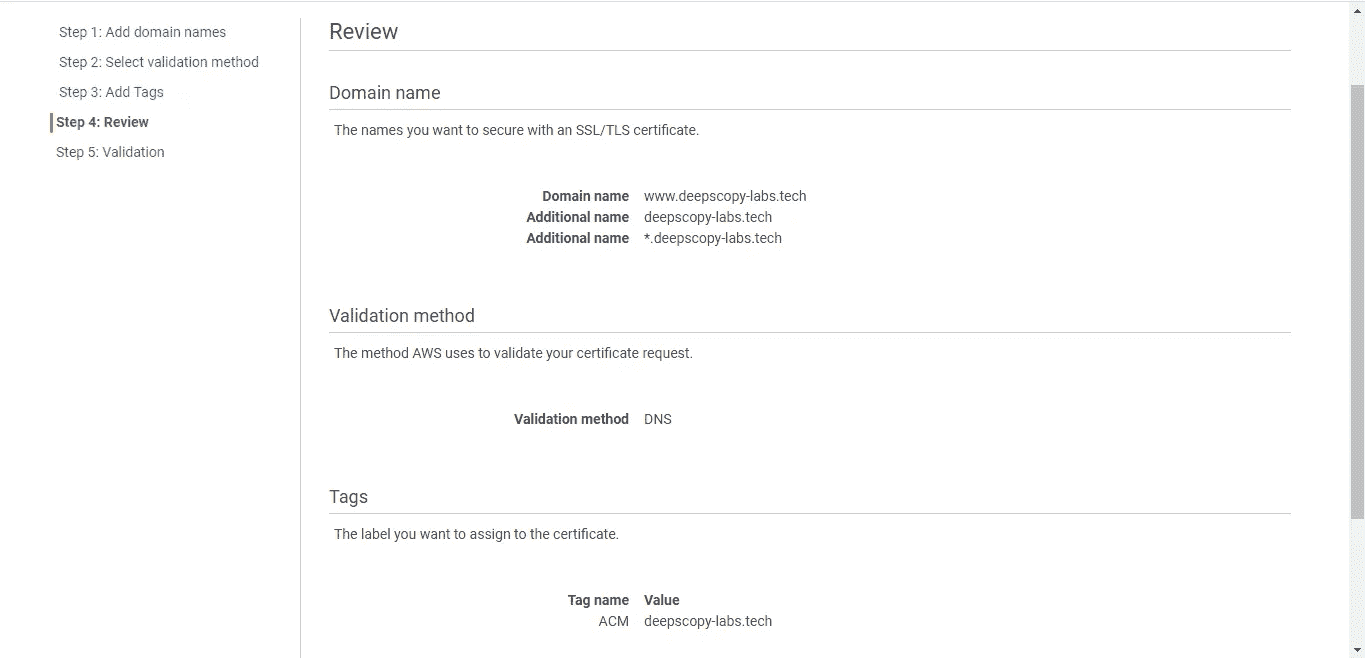 Step 1: Add domain names
Step 2: Select validation method
Step 3: Add Tags
Step 4: Review
Step 5: Validation
Review
Domain name
The names you want to secure with an SSL/TLS certificate.
Domain name www.deepscopy-labs.tech
Additional name deepscopy-labs.tech
Additional name *.deepscopy-labs.tech
Validation method
The method AWS uses to validate your certificate request.
Validation method DNS
Tags
The label you want to assign to the certificate.
Tag name Value
ACM deepscopy-labs.tech